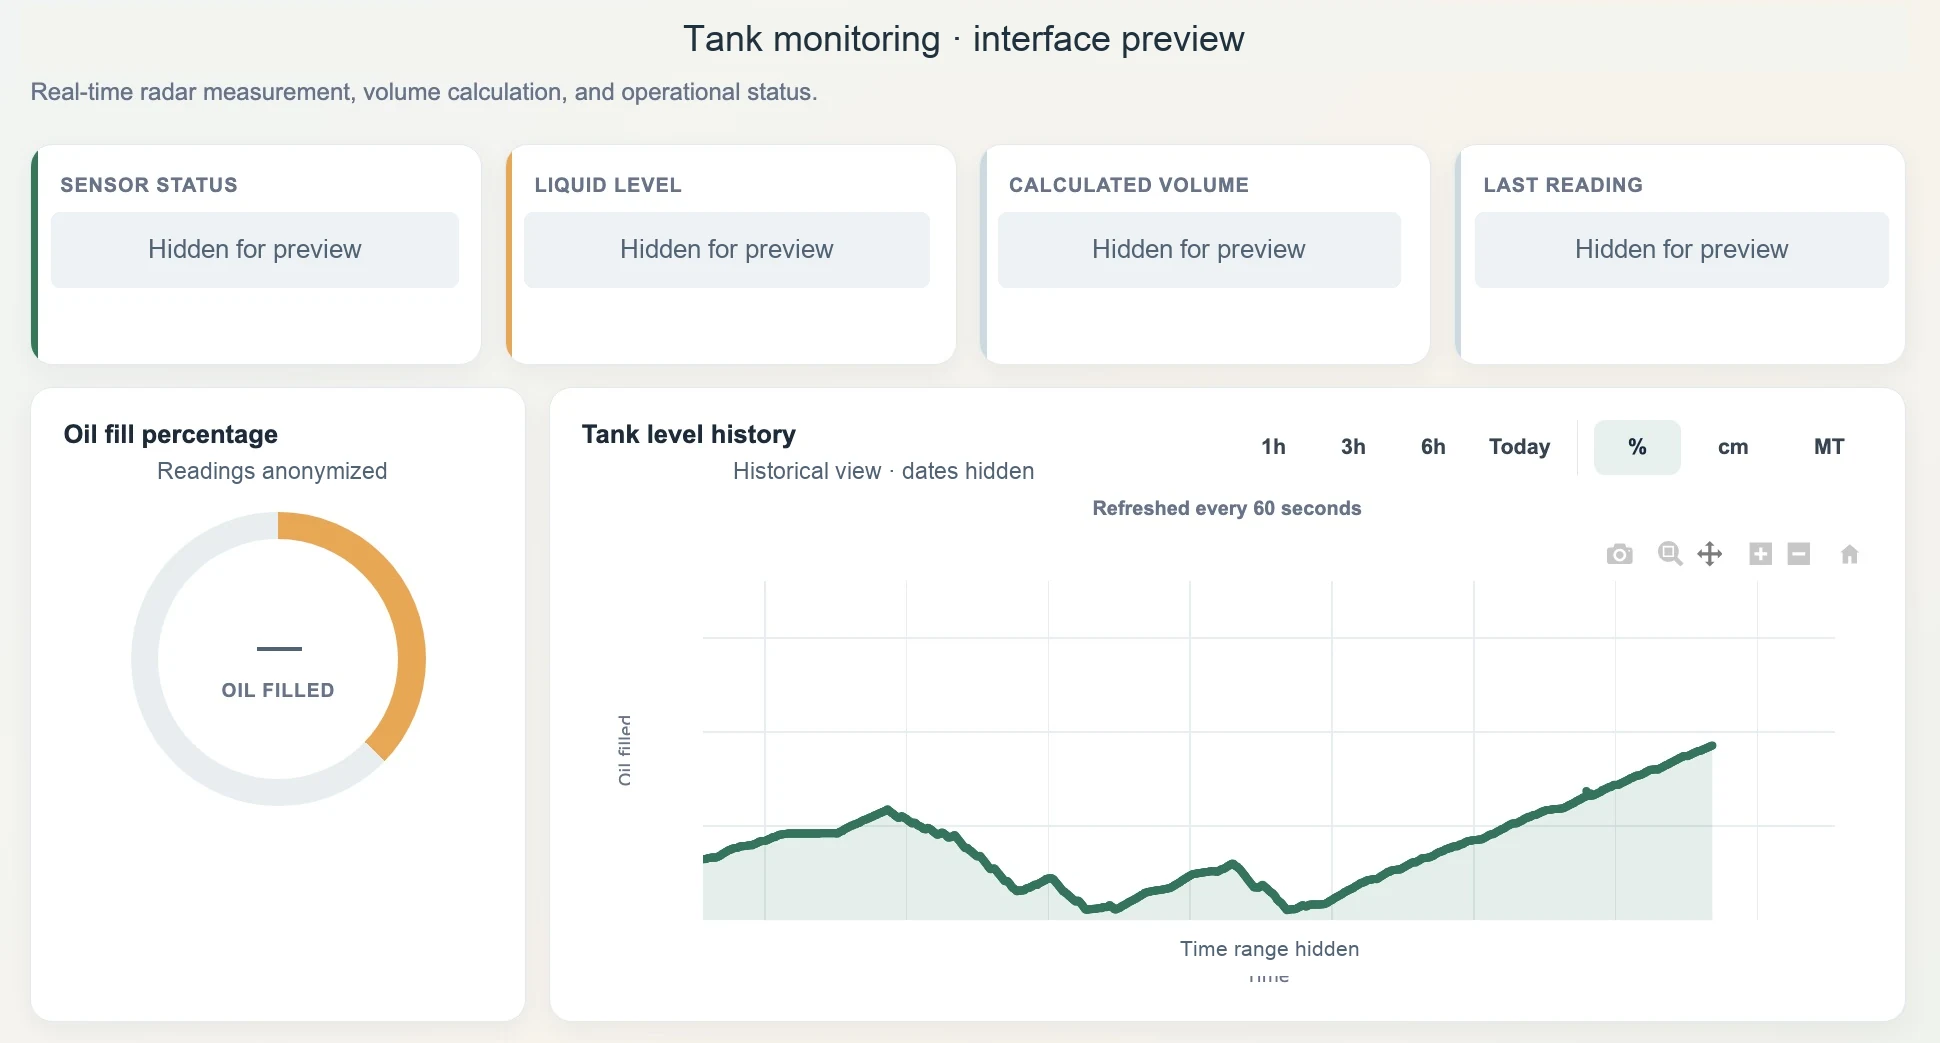 Tank monitoring · interface preview
Real-time radar measurement, volume calculation, and operational status.
SENSOR STATUS
Hidden for preview
LIQUID LEVEL
Hidden for preview
CALCULATED VOLUME
Hidden for preview
LAST READING
Hidden for preview
Oil fill percentage
Readings anonymized
—
OIL FILLED
Tank level history
Historical view · dates hidden
1h 3h 6h Today % cm MT
Refreshed every 60 seconds
Oil filled
Time range hidden
Time